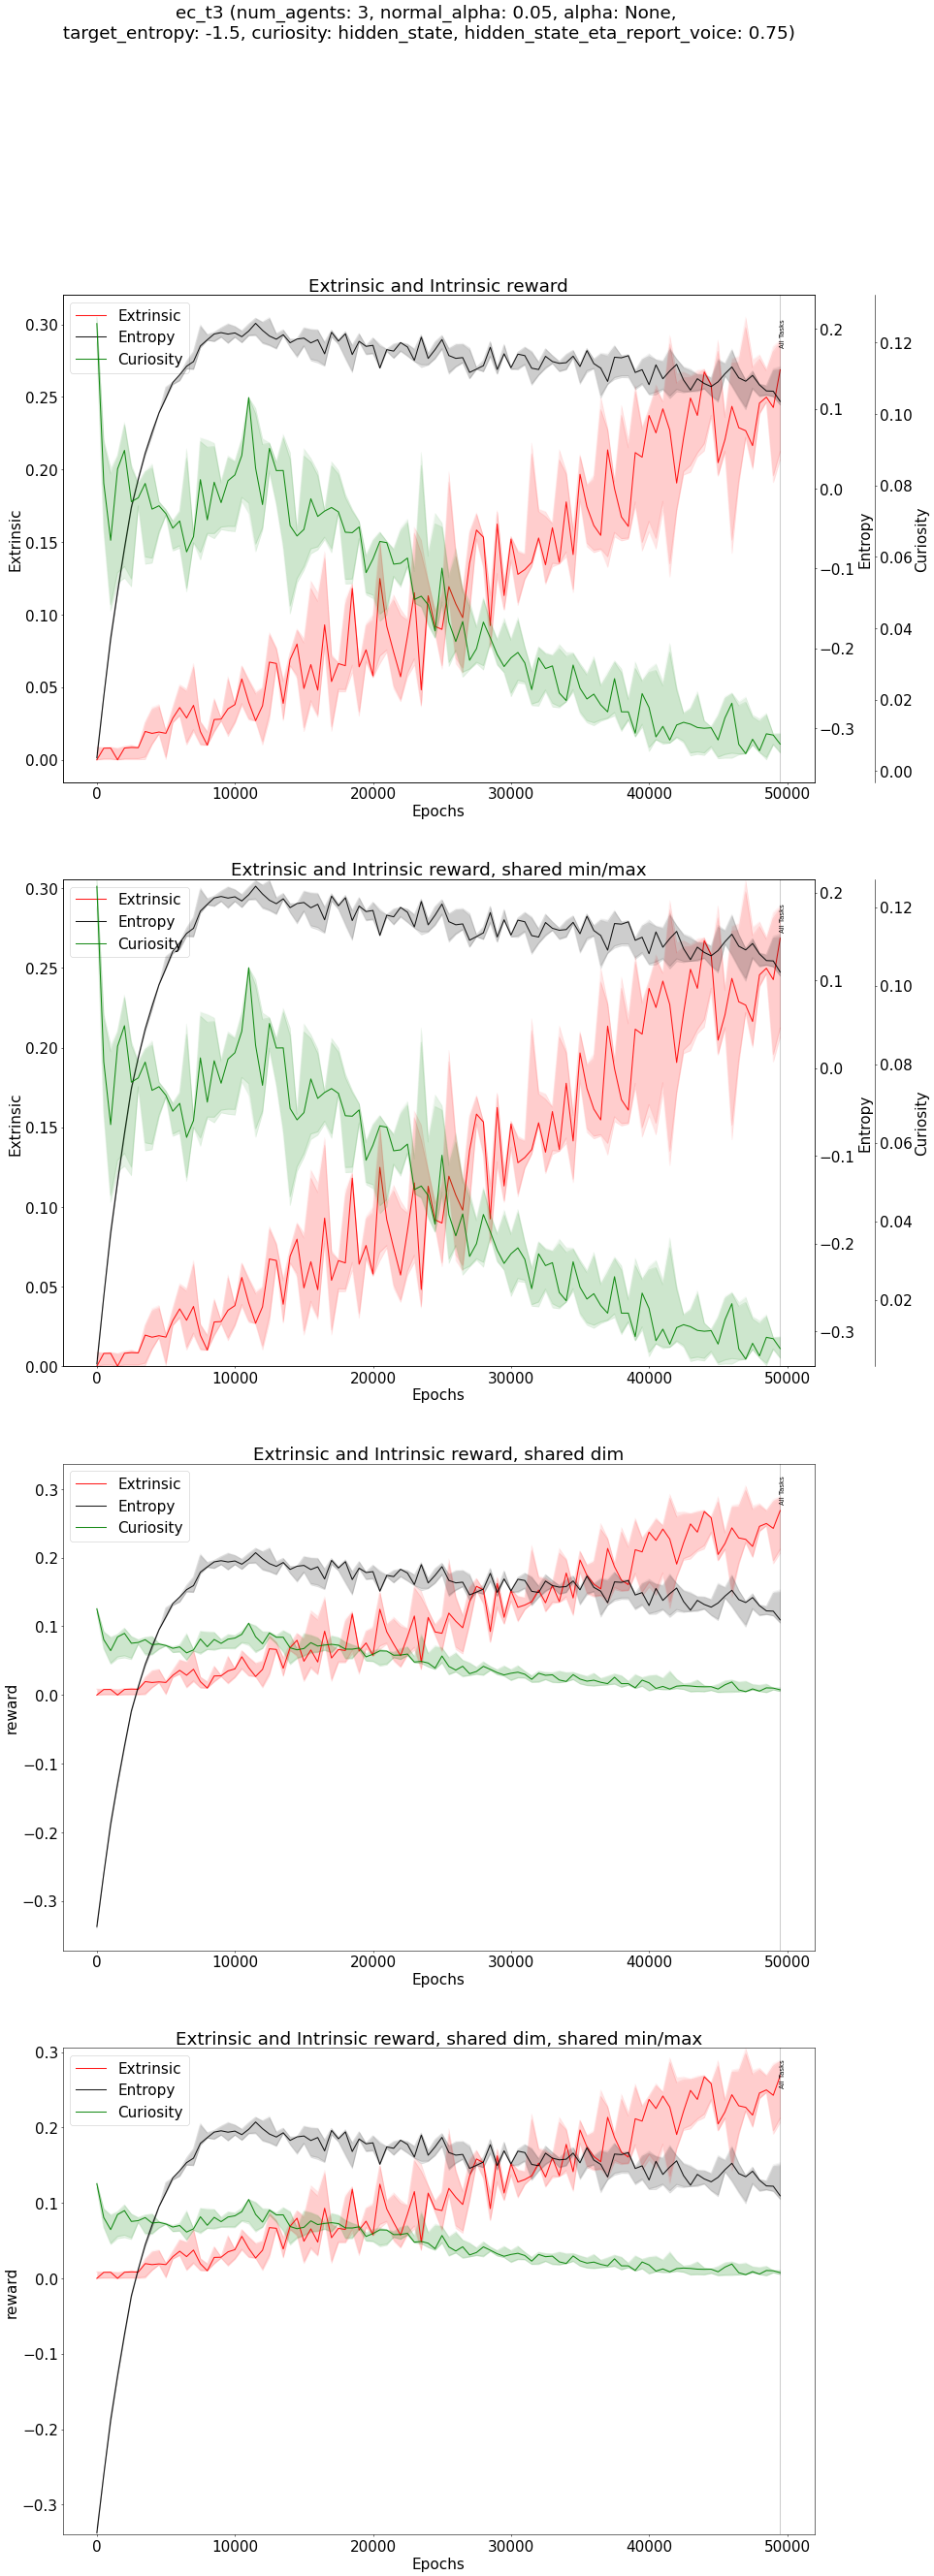 ec_t3 (num_agents: 3, normal_alpha: 0.05, alpha: None,
target_entropy: -1.5, curiosity: hidden_state, hidden_state_eta_report_voice: 0.75)
Extrinsic and Intrinsic reward
Extrinsic
Entropy
Curiosity
All Tasks
0.30
0.25
0.20
0.15
0.10
0.05
0.00
Extrinsic
0.2
0.1
0.0
−0.1
−0.2
−0.3
Entropy
0.12
0.10
0.08
0.06
0.04
0.02
0.00
Curiosity
0 10000 20000 30000 40000 50000
Epochs
Extrinsic and Intrinsic reward, shared min/max
Extrinsic
Entropy
Curiosity
All Tasks
0.30
0.25
0.20
0.15
0.10
0.05
0.00
Extrinsic
0.2
0.1
0.0
−0.1
−0.2
−0.3
Entropy
0.12
0.10
0.08
0.06
0.04
0.02
Curiosity
0 10000 20000 30000 40000 50000
Epochs
Extrinsic and Intrinsic reward, shared dim
Extrinsic
Entropy
Curiosity
All Tasks
0.3
0.2
0.1
0.0
−0.1
−0.2
−0.3
reward
0 10000 20000 30000 40000 50000
Epochs
Extrinsic and Intrinsic reward, shared dim, shared min/max
Extrinsic
Entropy
Curiosity
All Tasks
0.3
0.2
0.1
0.0
−0.1
−0.2
−0.3
reward
0 10000 20000 30000 40000 50000
Epochs